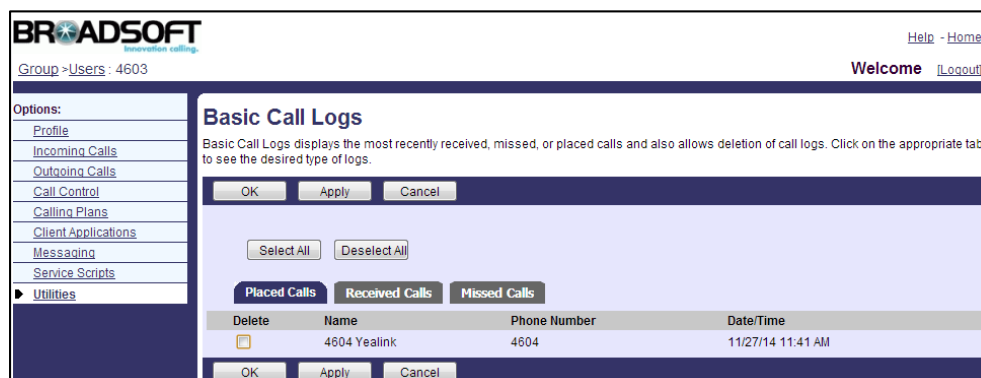 BROADSOFT
Innovation calling.
Help - Home
Group >Users : 4603
Welcome [Logout]
Options:
Profile
Incoming Calls
Outgoing Calls
Call Control
Calling Plans
Client Applications
Messaging
Service Scripts
Utilities
Basic Call Logs
Basic Call Logs displays the most recently received, missed, or placed calls and also allows deletion of call logs. Click on the appropriate tab
to see the desired type of logs.
OK Apply Cancel
Select All Deselect All
Placed Calls Received Calls Missed Calls
Delete Name Phone Number Date/Time
4604 Yealink 4604 11/27/14 11:41 AM
OK Apply Cancel